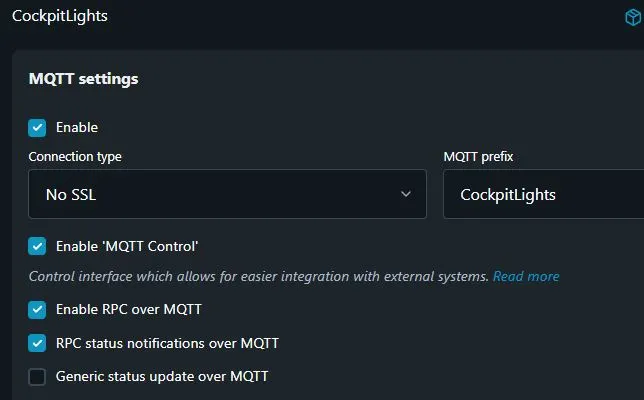 CockpitLights
MQTT settings
Enable
Connection type
MQTT prefix
No SSL
CockpitLights
Enable 'MQTT Control'
Control interface which allows for easier integration with external systems. Read more
Enable RPC over MQTT
RPC status notifications over MQTT
Generic status update over MQTT